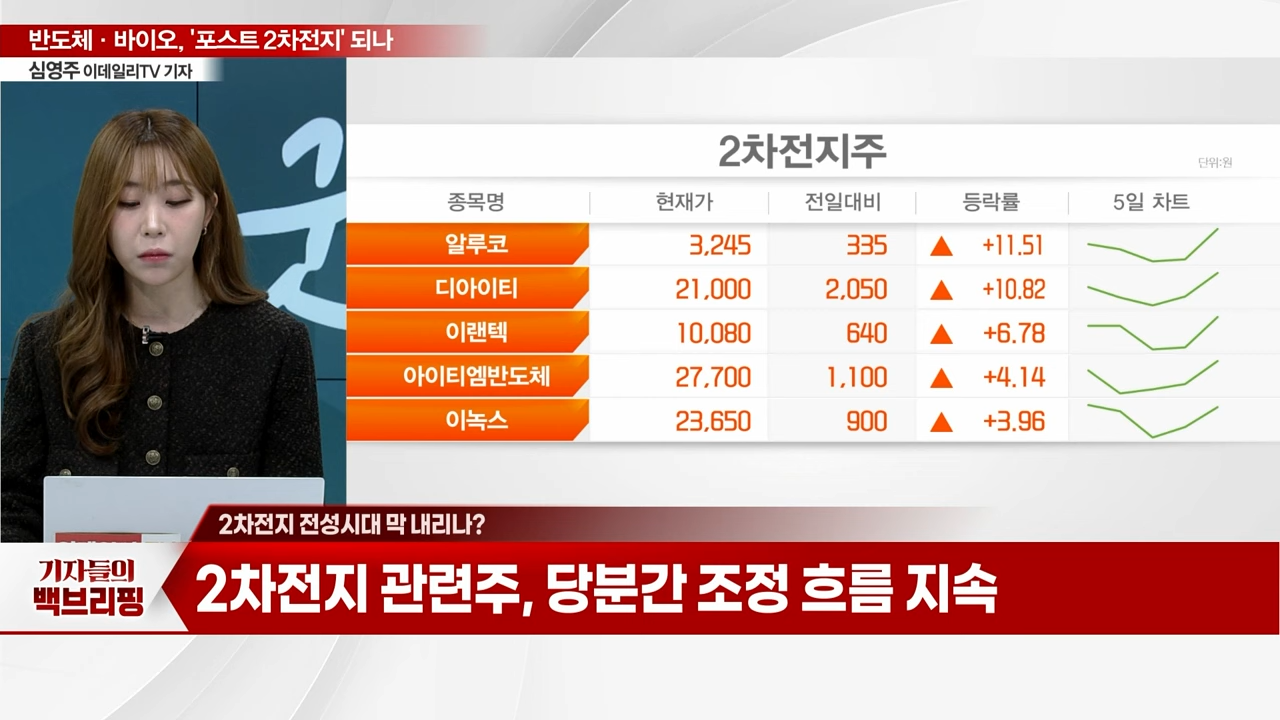 반도체 · 바이오, '포스트 2차전지' 되나
심영주 이데일리TV 기자
2차전지주
단위:원
종목명 현재가 전일대비 등락률 5일 차트
알루코 3,245 335 ▲ +11.51
디아이티 21,000 2,050 ▲ +10.82
이랜텍 10,080 640 ▲ +6.78
아이티엠반도체 27,700 1,100 ▲ +4.14
이녹스 23,650 900 ▲ +3.96
2차전지 전성시대 막 내리나?
기자들의
백브리핑
2차전지 관련주, 당분간 조정 흐름 지속